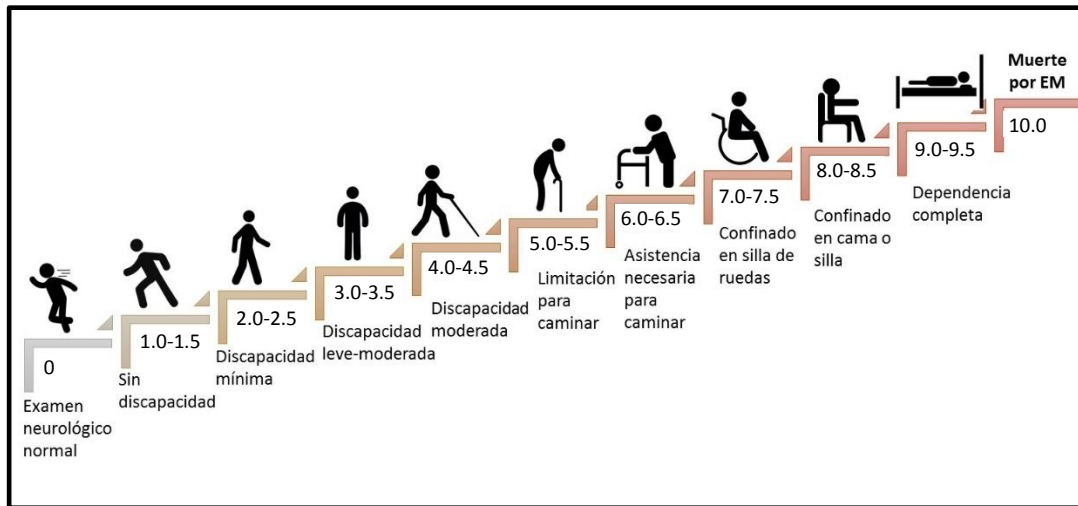 0
Examen
neurológico
normal
1.0-1.5
Sin
discapacidad
2.0-2.5
Discapacidad
mínima
3.0-3.5
Discapacidad
leve-moderada
4.0-4.5
Discapacidad
moderada
5.0-5.5
Limitación
para
caminar
6.0-6.5
Asistencia
necesaria
para
caminar
7.0-7.5
Confinado
en silla de
ruedas
8.0-8.5
Confinado
en cama o
silla
9.0-9.5
Dependencia
completa
Muerte
por EM
10.0